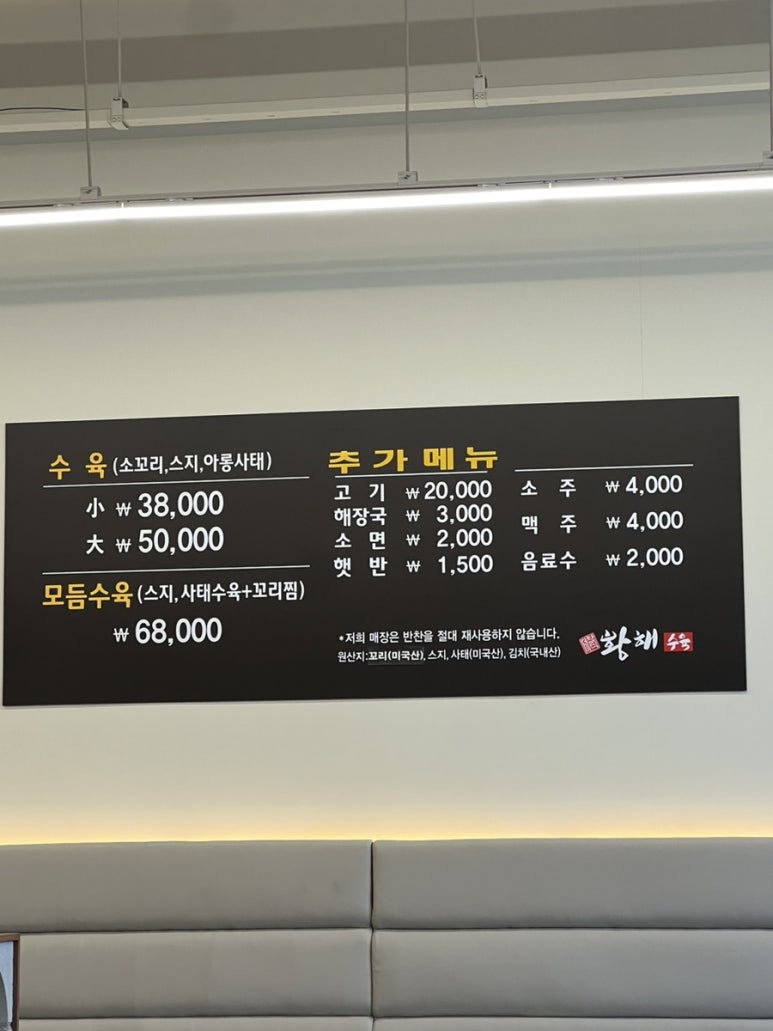 수 육 (소꼬리,스지,아롱사태)
小 ₩ 38,000
大 ₩ 50,000
모듬수육 (스지,사태수육+꼬리찜)
₩ 68,000
추가메뉴
고 기 ₩ 20,000
해장국 ₩ 3,000
소 면 ₩ 2,000
햇 반 ₩ 1,500
소 주 ₩ 4,000
맥 주 ₩ 4,000
음료수 ₩ 2,000
*저희 매장은 반찬을 절대 재사용하지 않습니다.
원산지:꼬리(미국산), 스지, 사태(미국산), 김치(국내산)
황해 수육